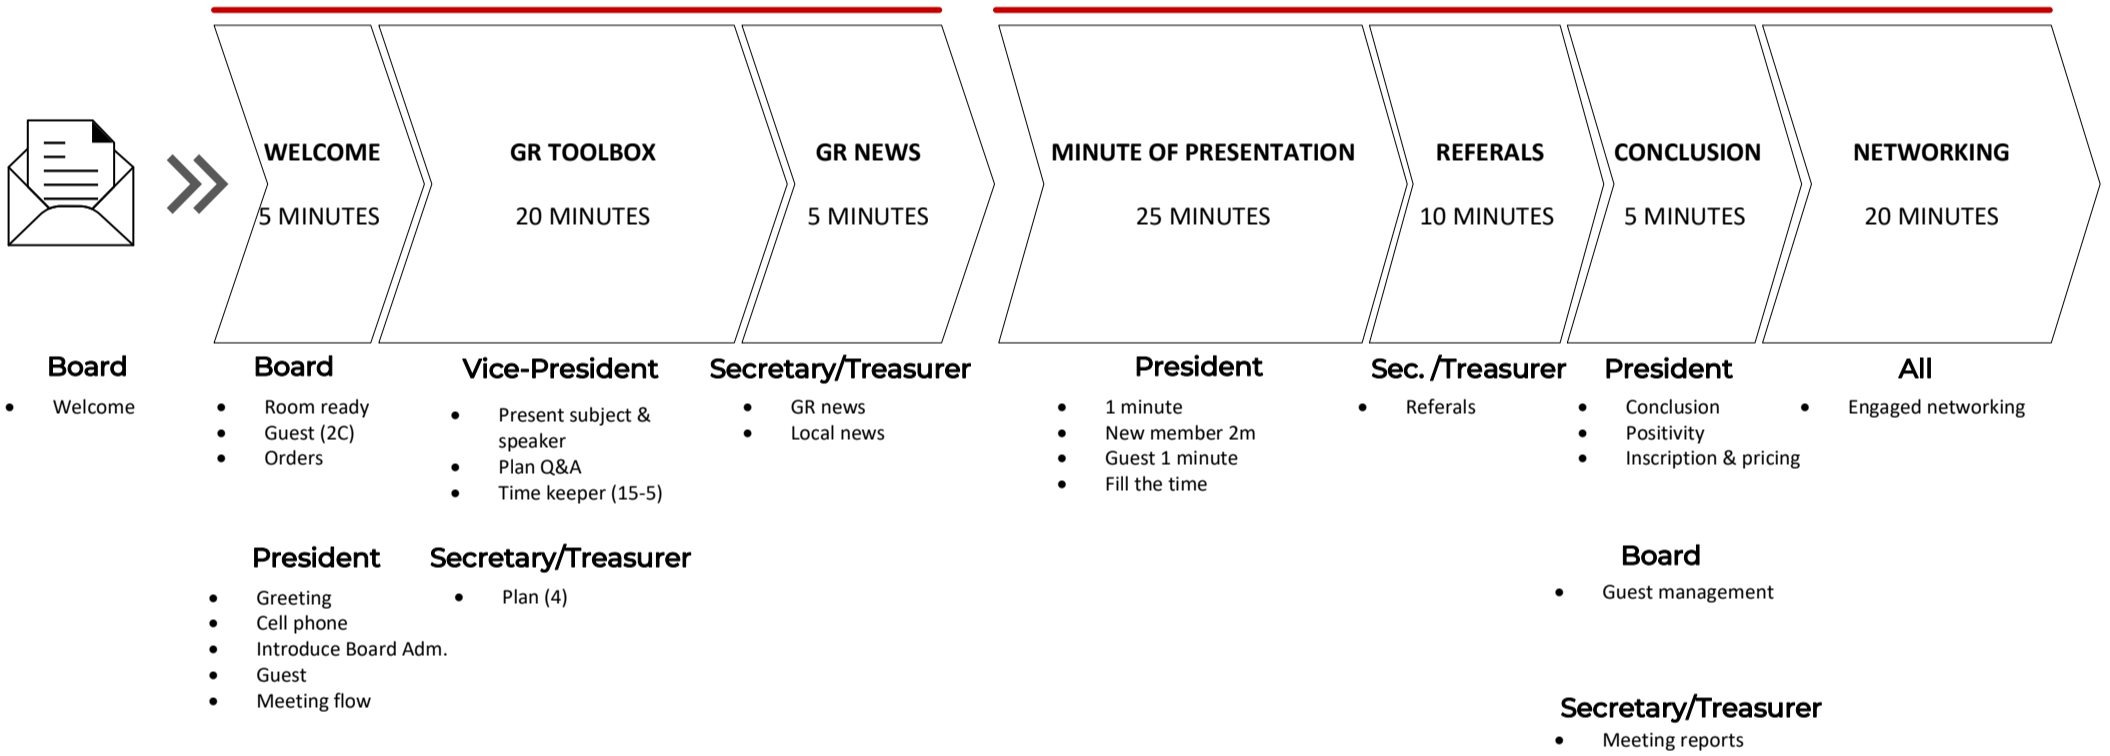 WELCOME
5 MINUTES
GR TOOLBOX
20 MINUTES
GR NEWS
5 MINUTES
MINUTE OF PRESENTATION
25 MINUTES
REFERALS
10 MINUTES
CONCLUSION
5 MINUTES
NETWORKING
20 MINUTES
Board
• Welcome
Board
• Room ready
• Guest (2C)
• Orders
President
• Greeting
• Cell phone
• Introduce Board Adm.
• Guest
• Meeting flow
Vice-President
• Present subject &
speaker
• Plan Q&A
• Time keeper (15-5)
Secretary/Treasurer
• Plan (4)
Secretary/Treasurer
• GR news
• Local news
President
• 1 minute
• New member 2m
• Guest 1 minute
• Fill the time
Sec. /Treasurer
• Referals
President
• Conclusion
• Positivity
• Inscription & pricing
Board
• Guest management
Secretary/Treasurer
• Meeting reports
All
• Engaged networking